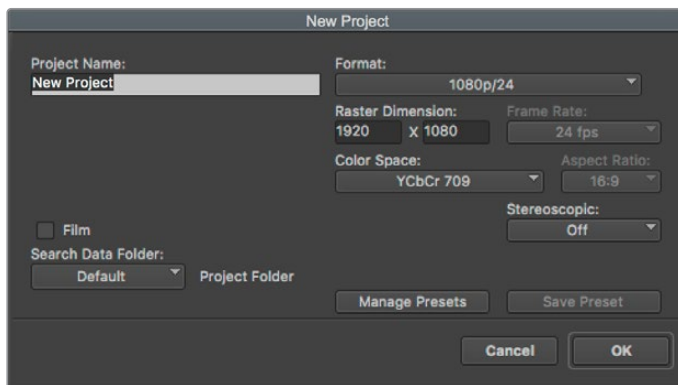 New Project
Project Name:
New Project
Format:
1080p/24
Raster Dimension:
Frame Rate:
1920 X 1080
24 fps
Color Space:
Aspect Ratio:
YCbCr 709
16:9
Stereoscopic:
Film
Off
Search Data Folder:
Default
Project Folder
Manage Presets
Save Preset
Cancel
OK